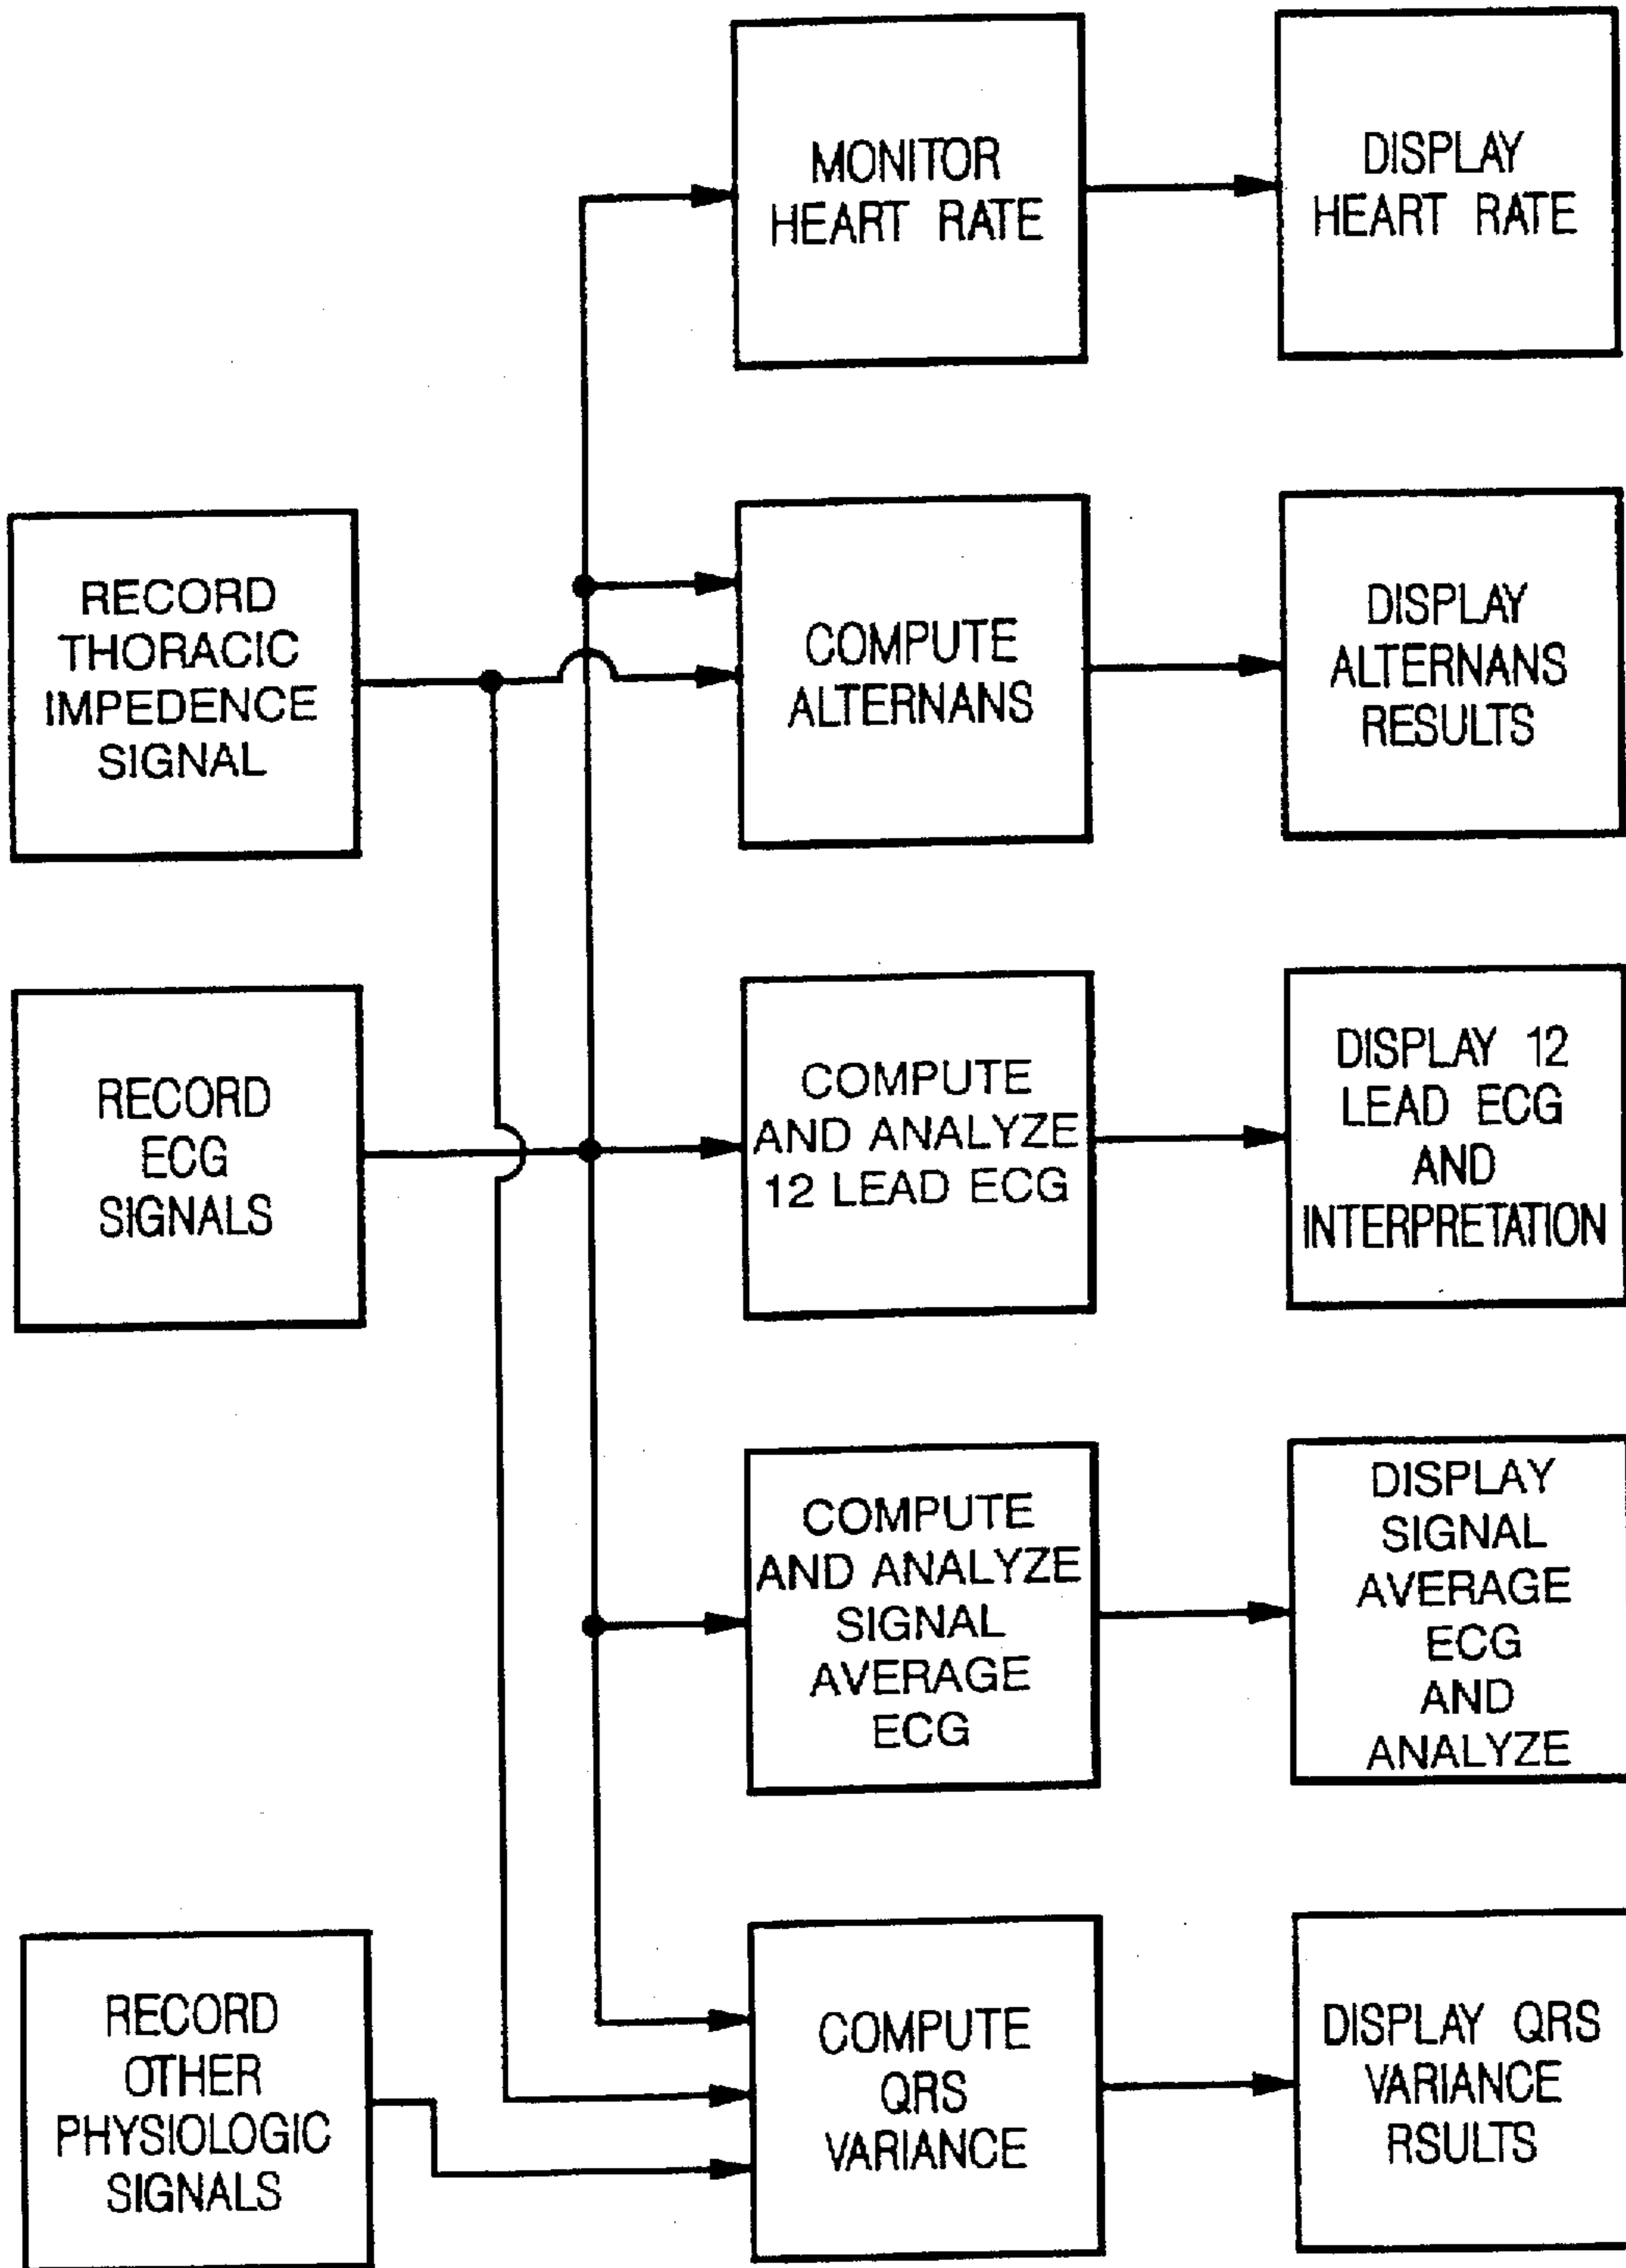 MONITOR
HEART RATE
DISPLAY
HEART RATE
RECORD
THORACIC
IMPEDENCE
SIGNAL
COMPUTE
ALTERNANS
DISPLAY
ALTERNANS
RESULTS
RECORD
ECG
SIGNALS
COMPUTE
AND ANALYZE
12 LEAD ECG
DISPLAY 12
LEAD ECG
AND
INTERPRETATION
COMPUTE
AND ANALYZE
SIGNAL
AVERAGE
ECG
DISPLAY
SIGNAL
AVERAGE
ECG
AND
ANALYZE
RECORD
OTHER
PHYSIOLOGIC
SIGNALS
COMPUTE
QRS
VARIANCE
DISPLAY QRS
VARIANCE
RSULTS